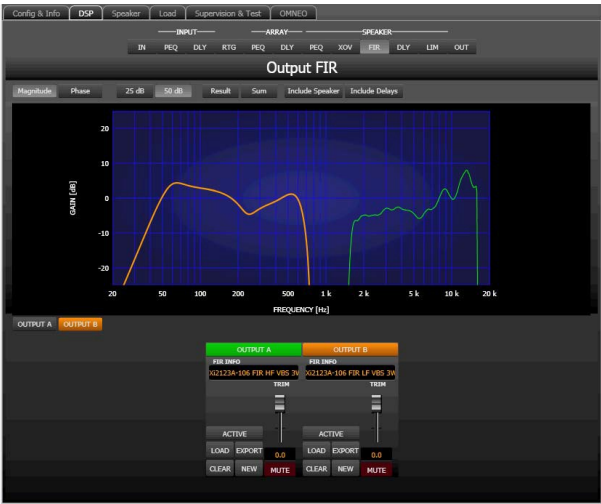 Config & Info DSP Speaker Load Supervision & Test OMNEO
INPUT ARRAY SPEAKER
IN PEQ DLY RTG PEQ DLY PEQ XOV FIR DLY LIM OUT
Output FIR
Magnitude Phase 25 dB 50 dB Result Sum Include Speaker Include Delays
20
10
GAIN [dB]
0
-10
-20
20 50 100 200 500 1 k 2 k 5 k 10 k 20 k
FREQUENCY [Hz]
OUTPUT A OUTPUT B
OUTPUT A OUTPUT B
FIR INFO FIR INFO
Xi2123A-106 FIR HF VBS 3W Xi2123A-106 FIR LF VBS 3W
TRIM TRIM
ACTIVE ACTIVE
LOAD EXPORT 0.0 LOAD EXPORT 0.0
CLEAR NEW MUTE CLEAR NEW MUTE